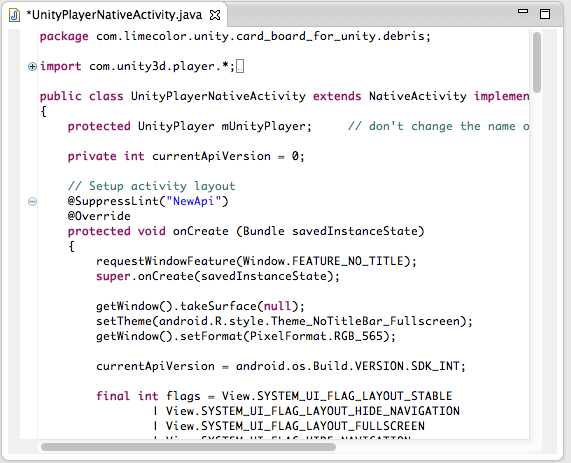 *UnityPlayerNativeActivity.java
package com.limecolor.unity.card_board_for_unity.debris;
import com.unity3d.player.*;
public class UnityPlayerNativeActivity extends NativeActivity implemen
{
protected UnityPlayer mUnityPlayer; // don't change the name o
private int currentApiVersion = 0;
// Setup activity layout
@SuppressLint("NewApi")
@Override
protected void onCreate (Bundle savedInstanceState)
{
requestWindowFeature(Window.FEATURE_NO_TITLE);
super.onCreate(savedInstanceState);
getWindow().takeSurface(null);
setTheme(android.R.style.Theme_NoTitleBar_Fullscreen);
getWindow().setFormat(PixelFormat.RGB_565);
currentApiVersion = android.os.Build.VERSION.SDK_INT;
final int flags = View.SYSTEM_UI_FLAG_LAYOUT_STABLE
| View.SYSTEM_UI_FLAG_LAYOUT_HIDE_NAVIGATION
| View.SYSTEM_UI_FLAG_LAYOUT_FULLSCREEN
| View.SYSTEM_UI_FLAG_HIDE_NAVIGATION